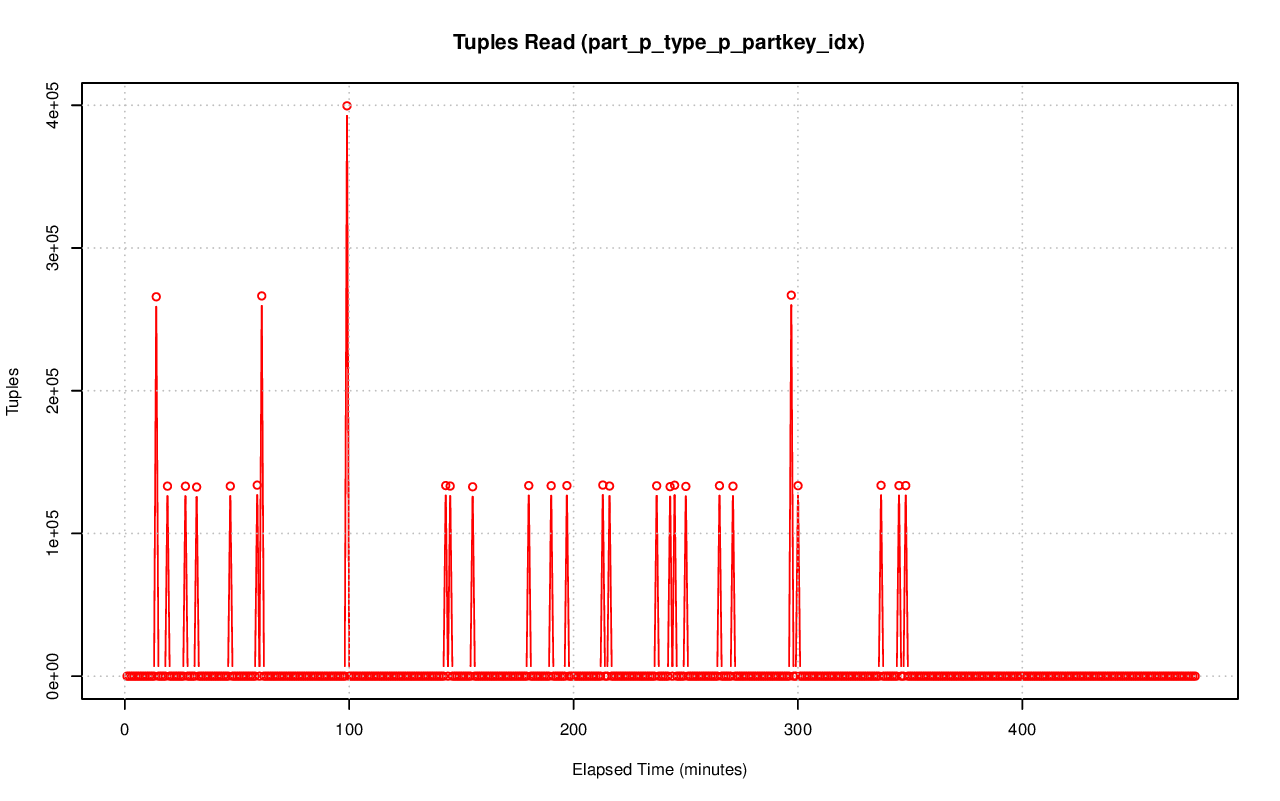 Tuples Read (part_p_type_p_partkey_idx)
4e+05
3e+05
2e+05
1e+05
0e+00
Tuples
0 100 200 300 400
Elapsed Time (minutes)